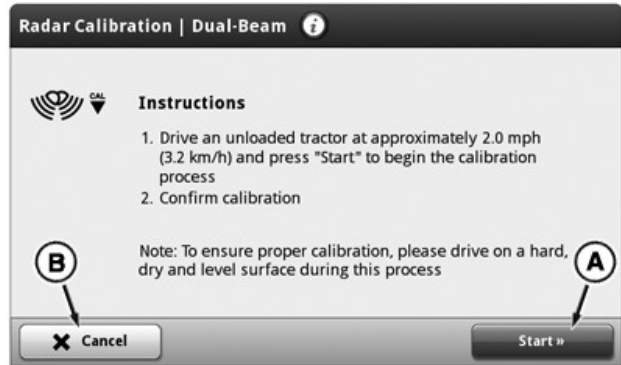 Radar Calibration | Dual-Beam i
CAL
Instructions
1. Drive an unloaded tractor at approximately 2.0 mph
(3.2 km/h) and press "Start" to begin the calibration
process
2. Confirm calibration
Note: To ensure proper calibration, please drive on a hard,
dry and level surface during this process
B
A
Cancel
Start »